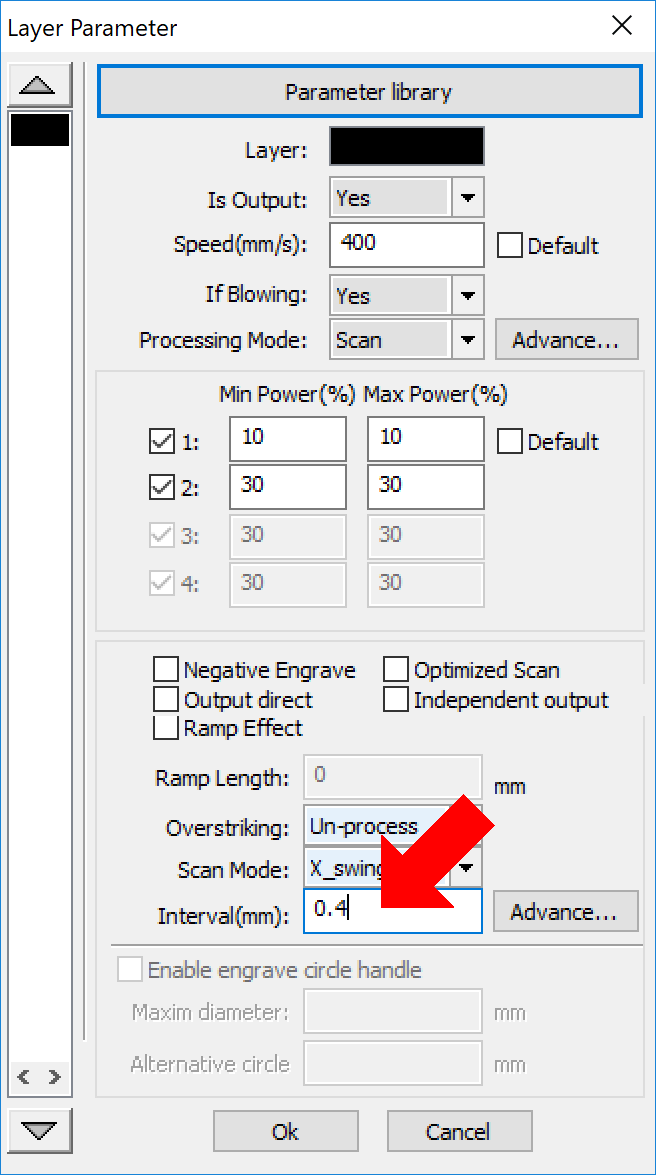 Layer Parameter
Parameter library
Layer:
Is Output: Yes
Speed(mm/s): 400 Default
If Blowing: Yes
Processing Mode: Scan Advance...
Min Power(%) Max Power(%)
1: 10 10 Default
2: 30 30
3: 30 30
4: 30 30
Negative Engrave Optimized Scan
Output direct Independent output
Ramp Effect
Ramp Length: 0 mm
Overstriking: Un-process
Scan Mode: X_swing
Interval(mm): 0.4 Advance...
Enable engrave circle handle
Maxim diameter: mm
Alternative circle mm
Ok Cancel